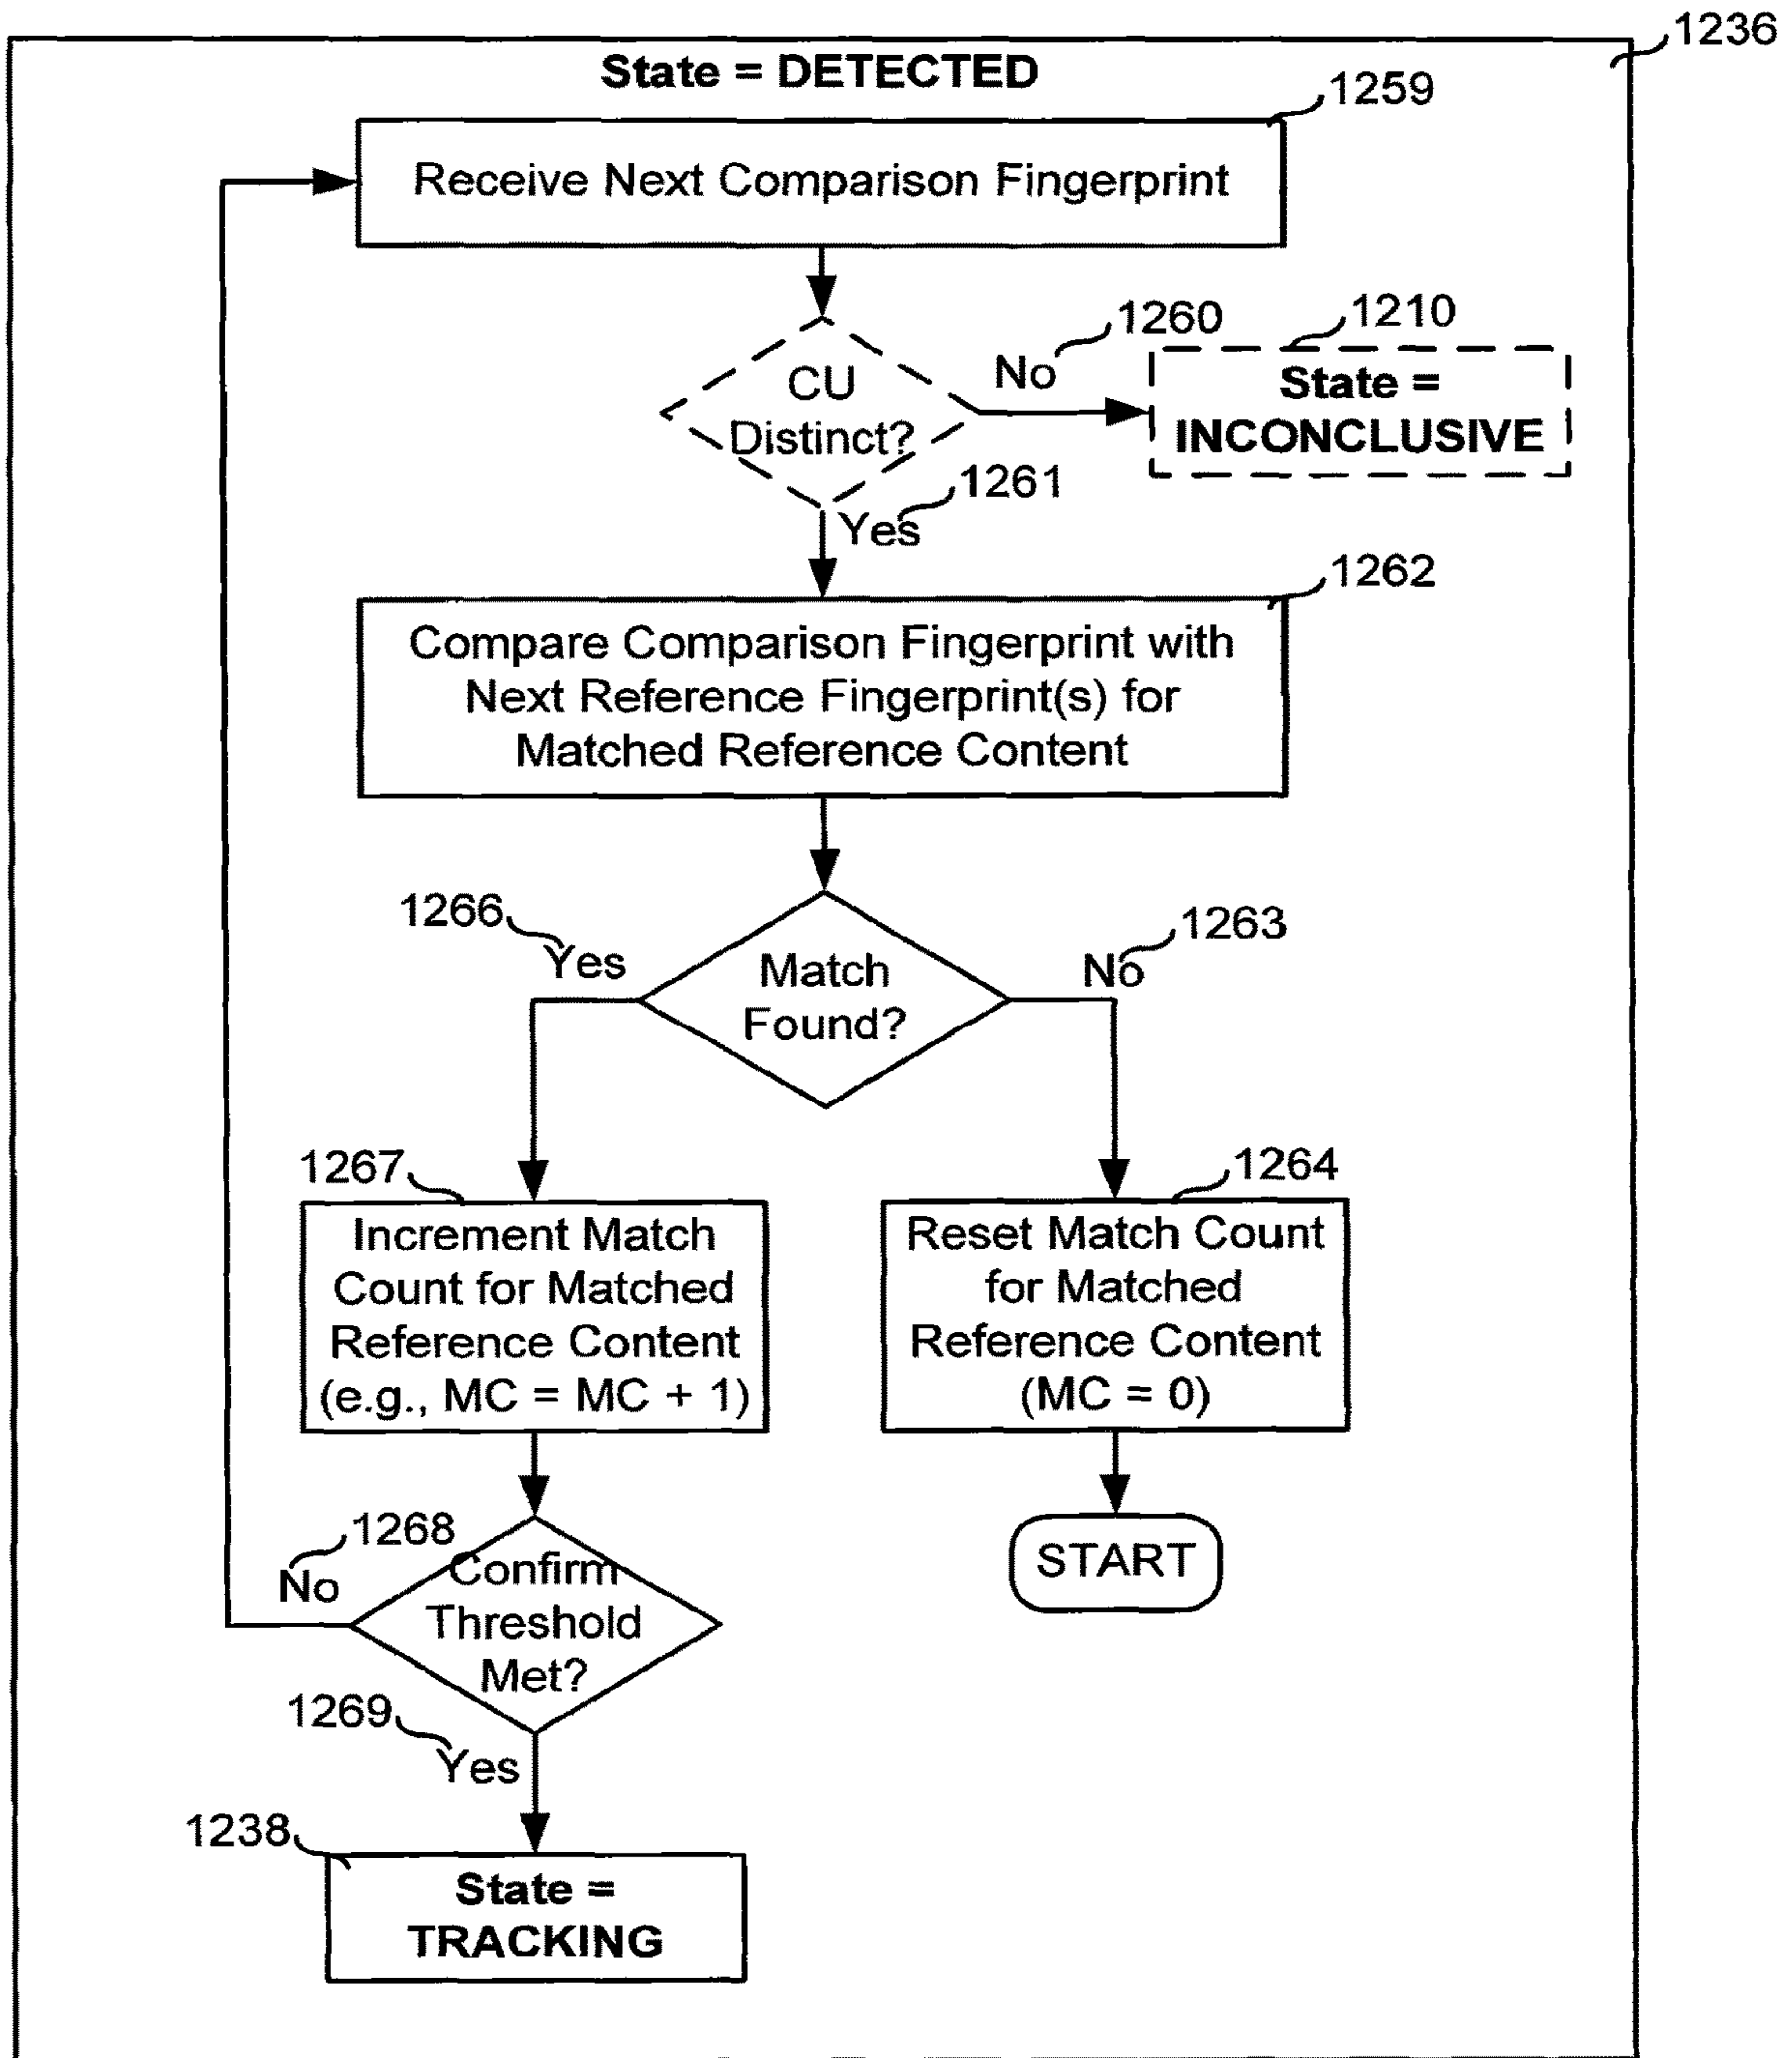 1236
State = DETECTED
1259
Receive Next Comparison Fingerprint
1260
1210
CU
Distinct?
No
State =
INCONCLUSIVE
1261
Yes
1262
Compare Comparison Fingerprint with
Next Reference Fingerprint(s) for
Matched Reference Content
1266
Yes
1263
No
Match
Found?
1267
1264
Increment Match
Count for Matched
Reference Content
(e.g., MC = MC + 1)
Reset Match Count
for Matched
Reference Content
(MC = 0)
1268
No
Confirm
Threshold
Met?
START
1269
Yes
1238
State =
TRACKING